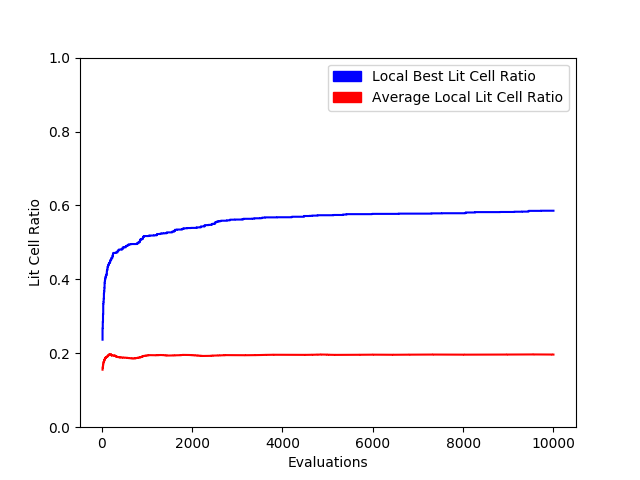 1.0
Local Best Lit Cell Ratio
Average Local Lit Cell Ratio
0.8
0.6
Lit Cell Ratio
0.4
0.2
0.0
0 2000 4000 6000 8000 10000
Evaluations